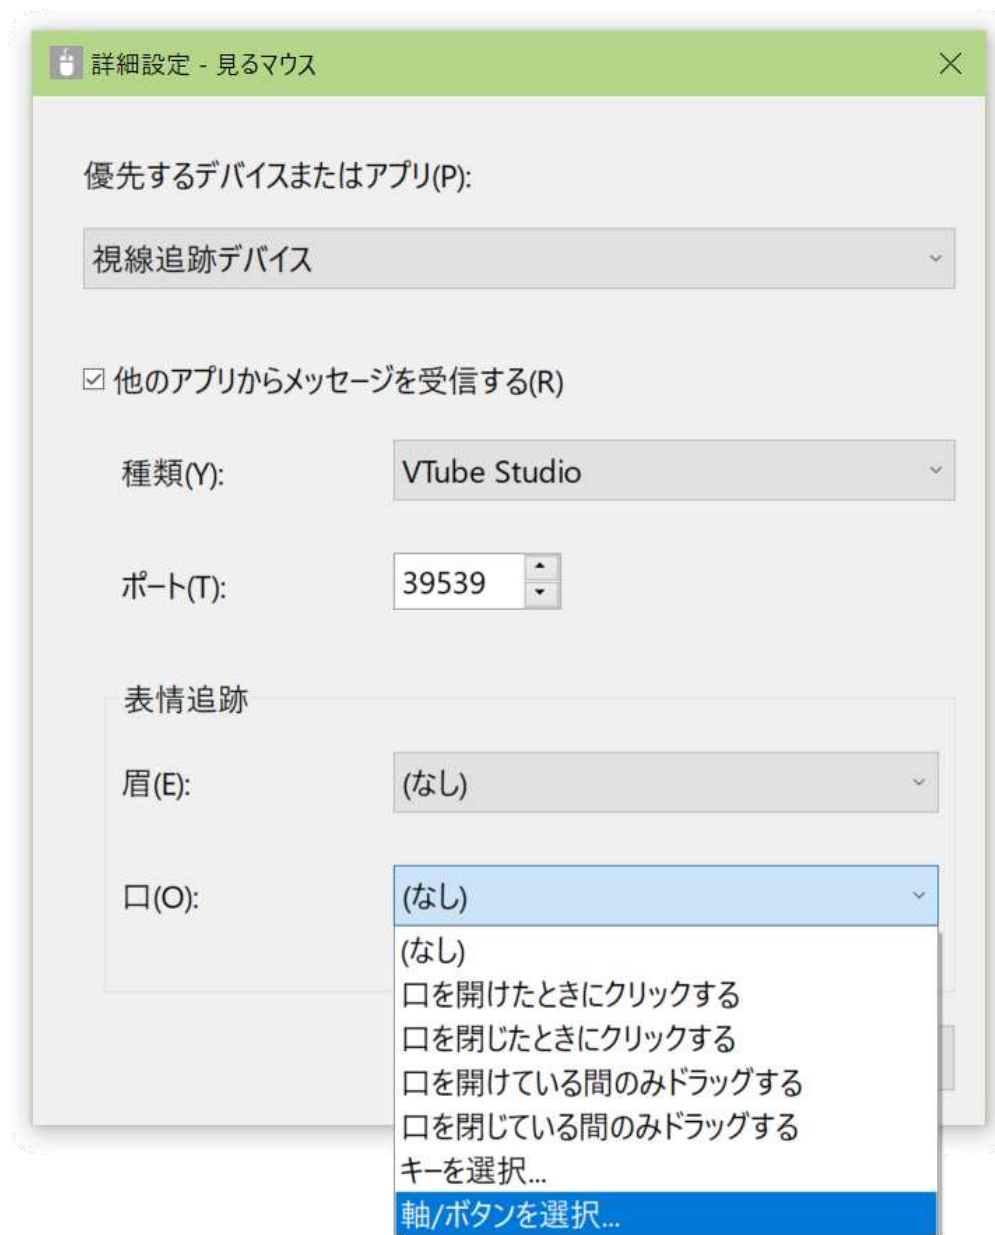 詳細設定 - 見るマウス
優先するデバイスまたはアプリ(P):
視線追跡デバイス
他のアプリからメッセージを受信する(R)
種類(Y):
VTube Studio
ポート(T):
39539
表情追跡
眉(E):
(なし)
口(O):
(なし)
(なし)
口を開けたときにクリックする
口を閉じたときにクリックする
口を開けている間のみドラッグする
口を閉じている間のみドラッグする
キーを選択...
軸/ボタンを選択...